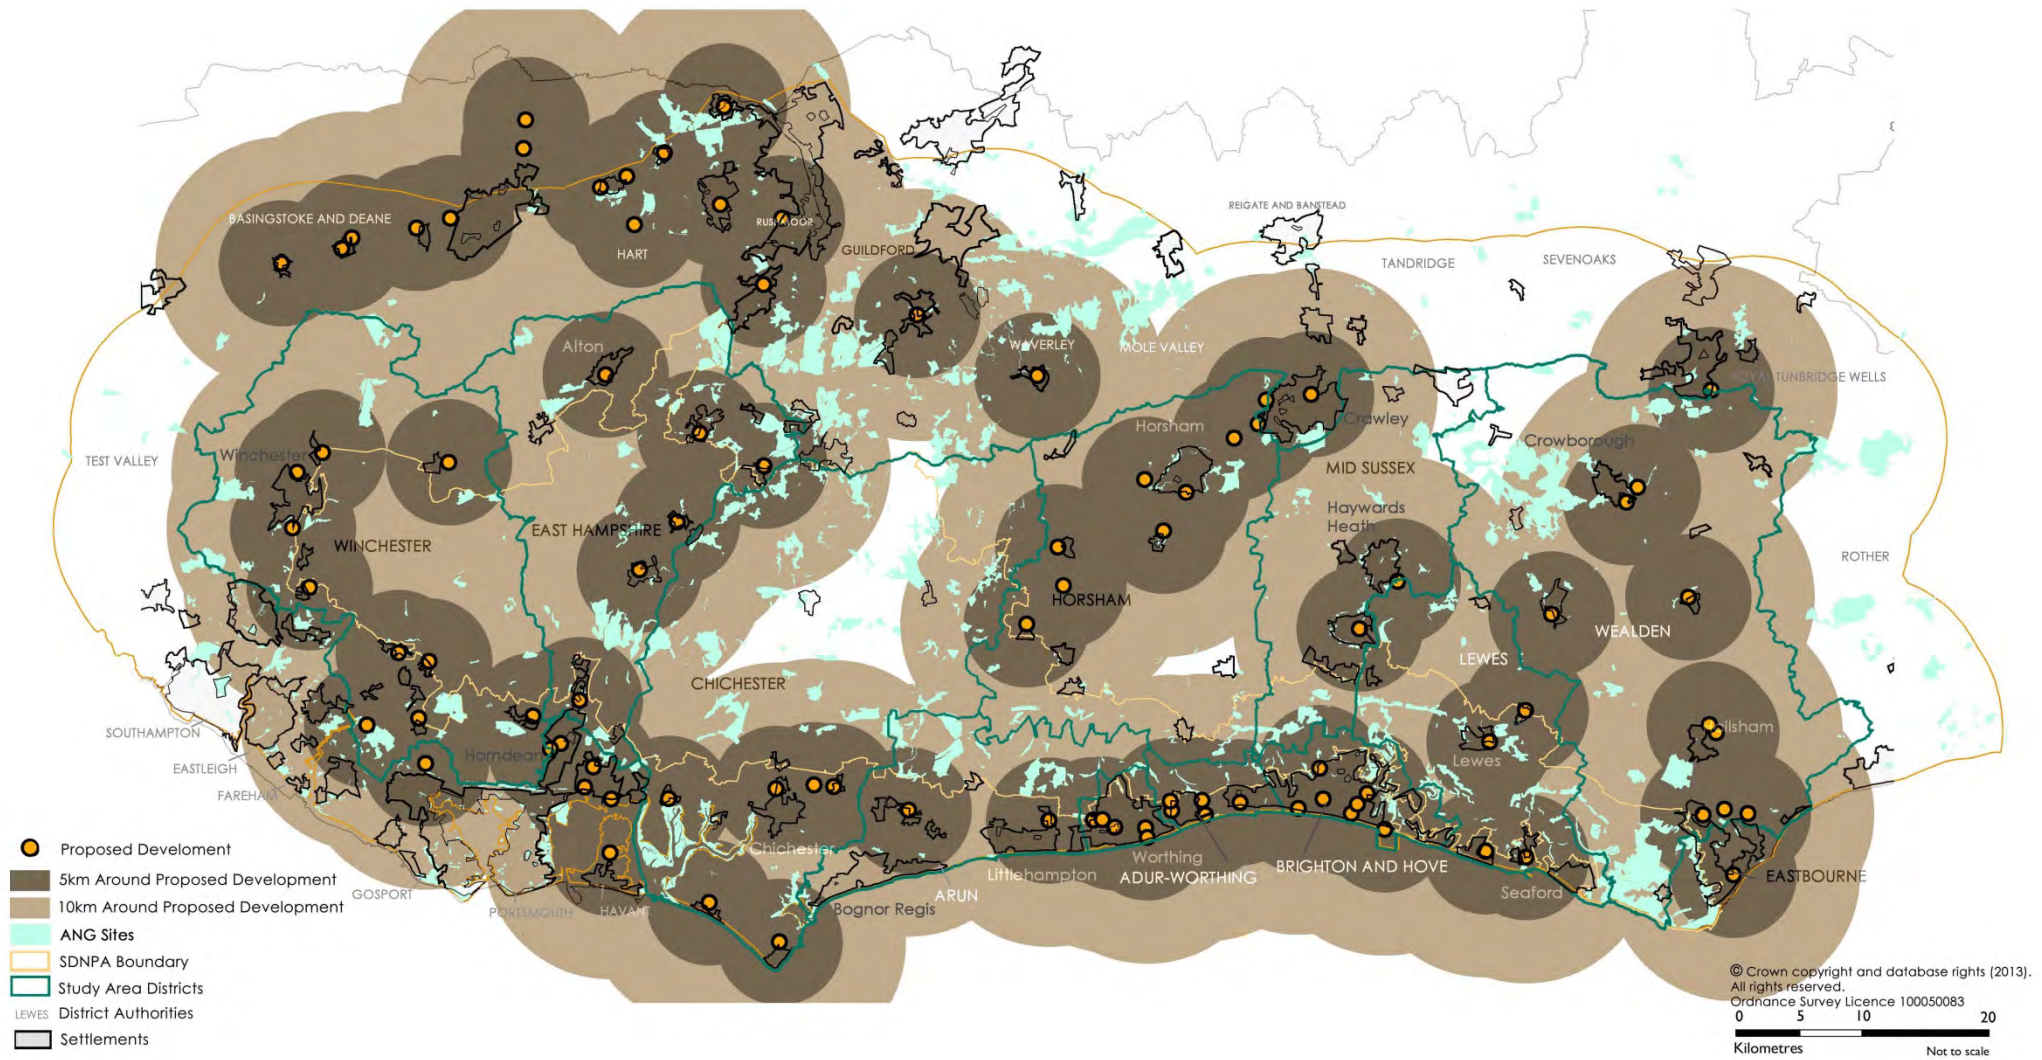 BASINGSTOKE AND DEANE
RUSHMOOR
HART
GUILDFORD
REIGATE AND BANSTEAD
TANDRIDGE
SEVENOAKS
Alton
WAVERLEY
MOLE VALLEY
ROYAL TUNBRIDGE WELLS
Horsham
Crawley
Winchester
TEST VALLEY
Crowborough
MID SUSSEX
Haywards
Heath
EAST HAMPSHIRE
WINCHESTER
ROTHER
HORSHAM
WEALDEN
LEWES
CHICHESTER
SOUTHAMPTON
EASTLEIGH
FAREHAM
Horndean
Lewes
ilsham
GOSPORT
PORTSMOUTH
HAVANT
Chichester
Bognor Regis
ARUN
Littlehampton
Worthing
ADUR-WORTHING
BRIGHTON AND HOVE
Seaford
EASTBOURNE
Proposed Develoment
5km Around Proposed Development
10km Around Proposed Development
ANG Sites
SDNPA Boundary
Study Area Districts
LEWES District Authorities
Settlements
© Crown copyright and database rights (2013).
All rights reserved.
Ordnance Survey Licence 100050083
0 5 10 20
Kilometres
Not to scale